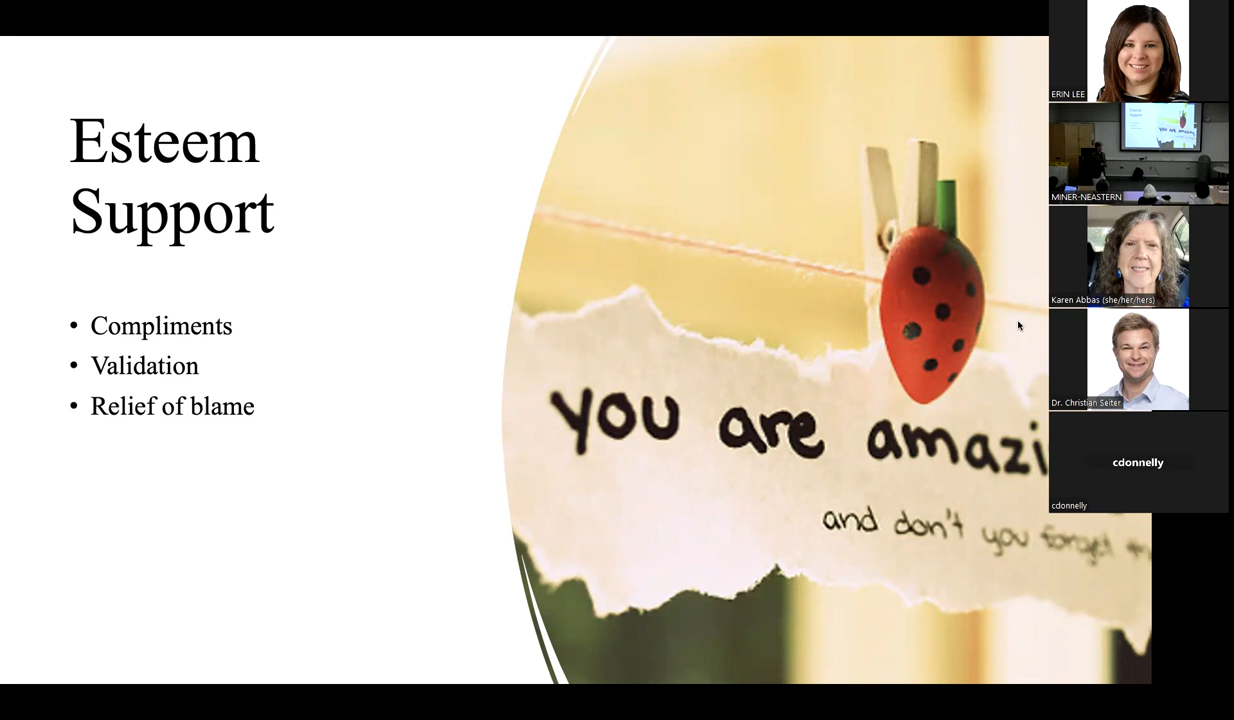 Esteem
Support
• Compliments
• Validation
• Relief of blame
you are amazi
and don't you forget
ERIN LEE
MINER-NEASTERN
Karen Abbas (she/her/hers)
Dr. Christian Seiter
cdonnelly
cdonnelly